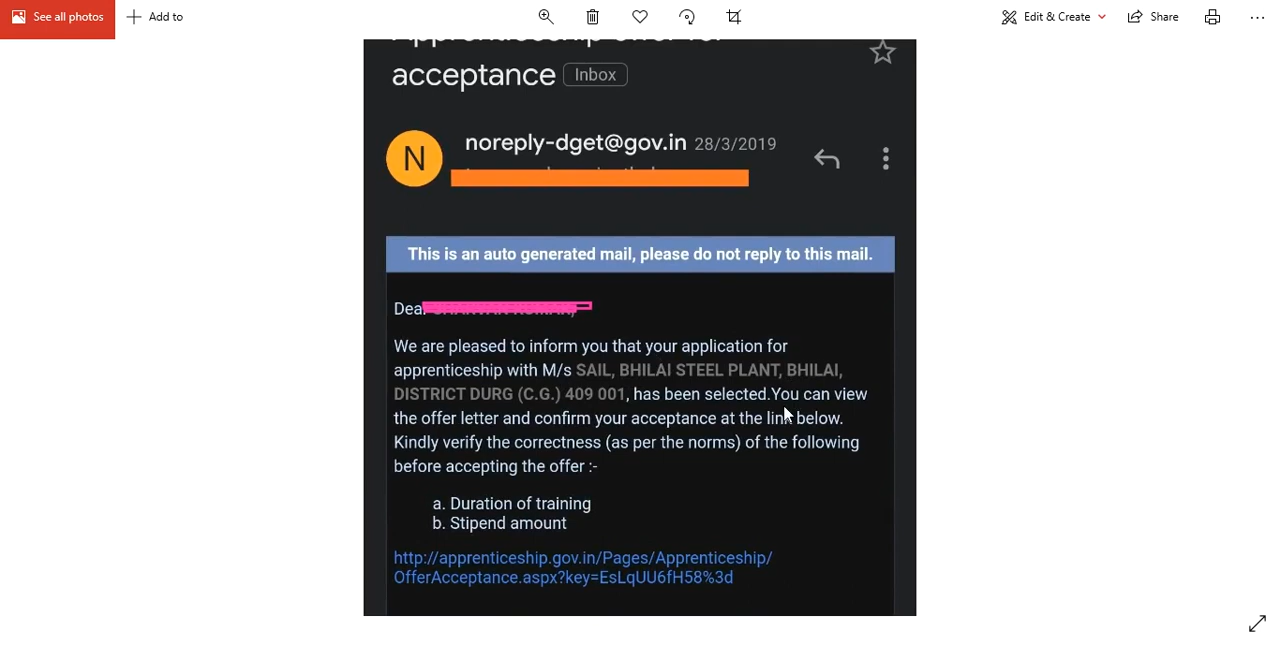 See all photos
Add to
Edit & Create
Share
Apprenticeship offer for
acceptance Inbox
N
noreply-dget@gov.in 28/3/2019
This is an auto generated mail, please do not reply to this mail.
Dear
We are pleased to inform you that your application for
apprenticeship with M/s SAIL, BHILAI STEEL PLANT, BHILAI,
DISTRICT DURG (C.G.) 409 001, has been selected.You can view
the offer letter and confirm your acceptance at the link below.
Kindly verify the correctness (as per the norms) of the following
before accepting the offer :-
a. Duration of training
b. Stipend amount
http://apprenticeship.gov.in/Pages/Apprenticeship/
OfferAcceptance.aspx?key=EsLqUU6fH58%3d